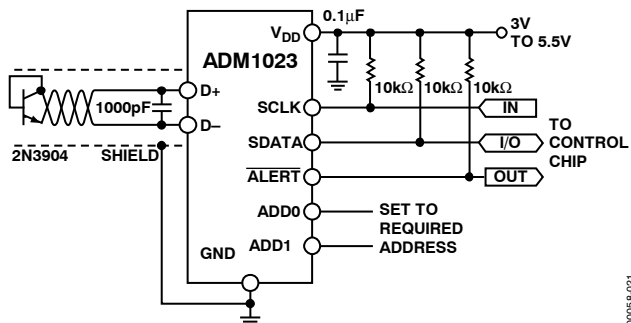 0.1µF
VDD
3V
TO 5.5V
ADM1023
10kΩ 10kΩ 10kΩ
D+
1000pF
SCLK
IN
D–
SDATA
I/O
TO
CONTROL
CHIP
2N3904
SHIELD
ALERT
OUT
ADD0
SET TO
REQUIRED
ADDRESS
GND
ADD1